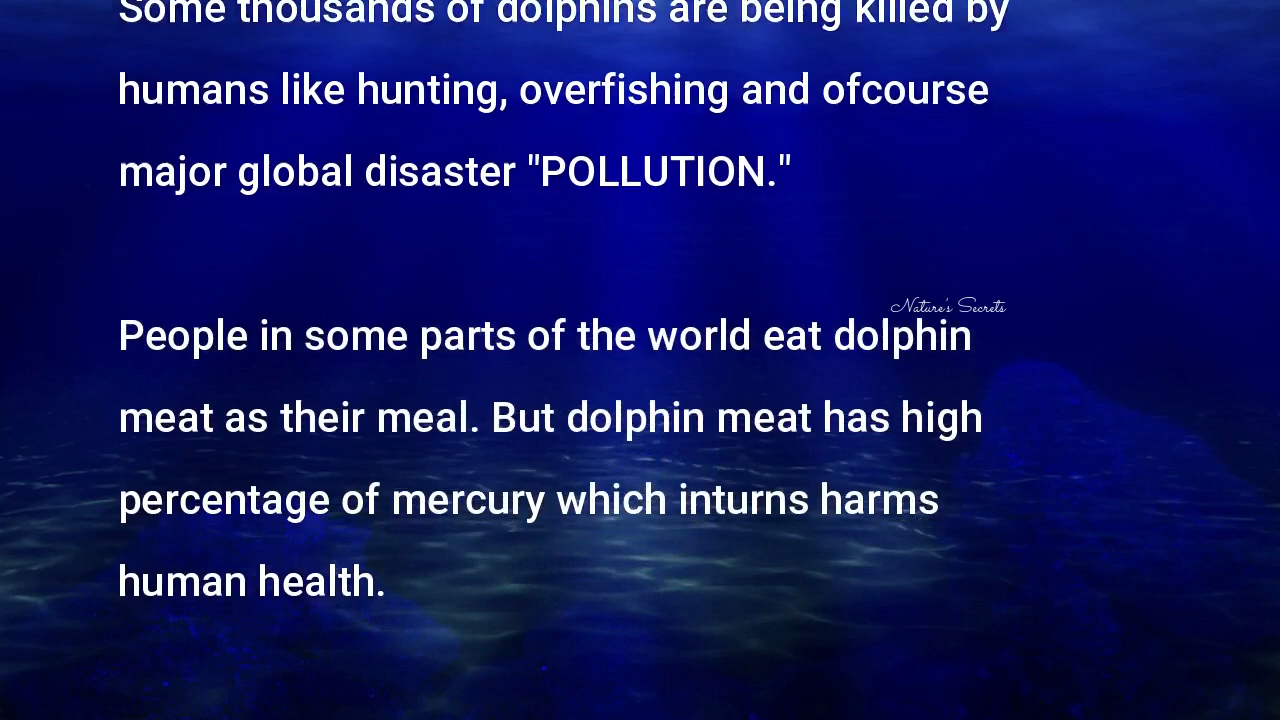 Some thousands of dolphins are being killed by
humans like hunting, overfishing and ofcourse
major global disaster "POLLUTION."
Nature's Secrets
People in some parts of the world eat dolphin
meat as their meal. But dolphin meat has high
percentage of mercury which inturns harms
human health.